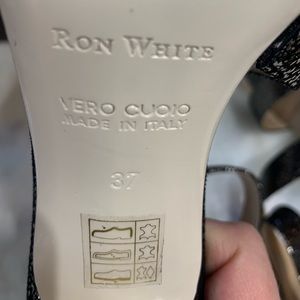 RON WHITE
VERO CUOIO
MADE IN ITALY
37